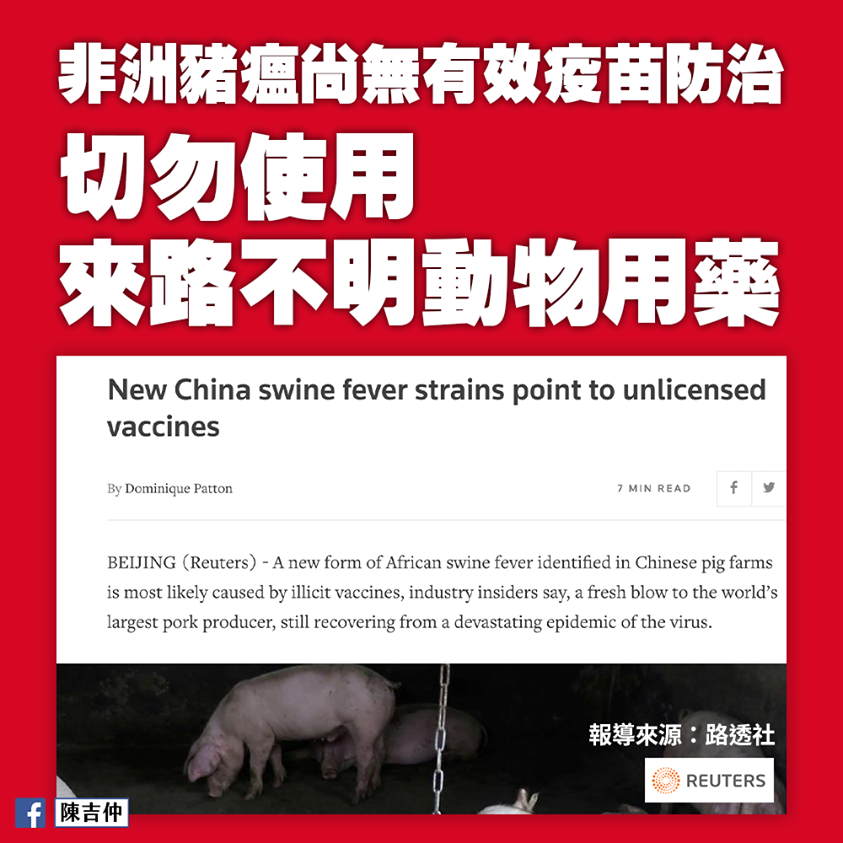 非洲豬瘟尚無有效疫苗防治
切勿使用
來路不明動物用藥
New China swine fever strains point to unlicensed
vaccines
By Dominique Patton
7 MIN READ
BEIJING (Reuters) - A new form of African swine fever identified in Chinese pig farms
is most likely caused by illicit vaccines, industry insiders say, a fresh blow to the world's
largest pork producer, still recovering from a devastating epidemic of the virus.
報導來源：路透社
REUTERS
陳吉仲